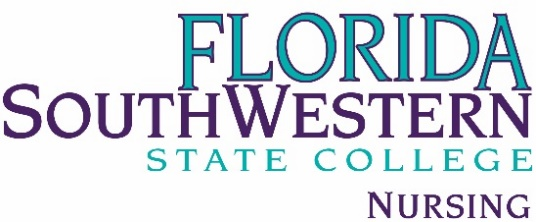 FLORIDA
SOUTHWESTERN
STATE COLLEGE
NURSING